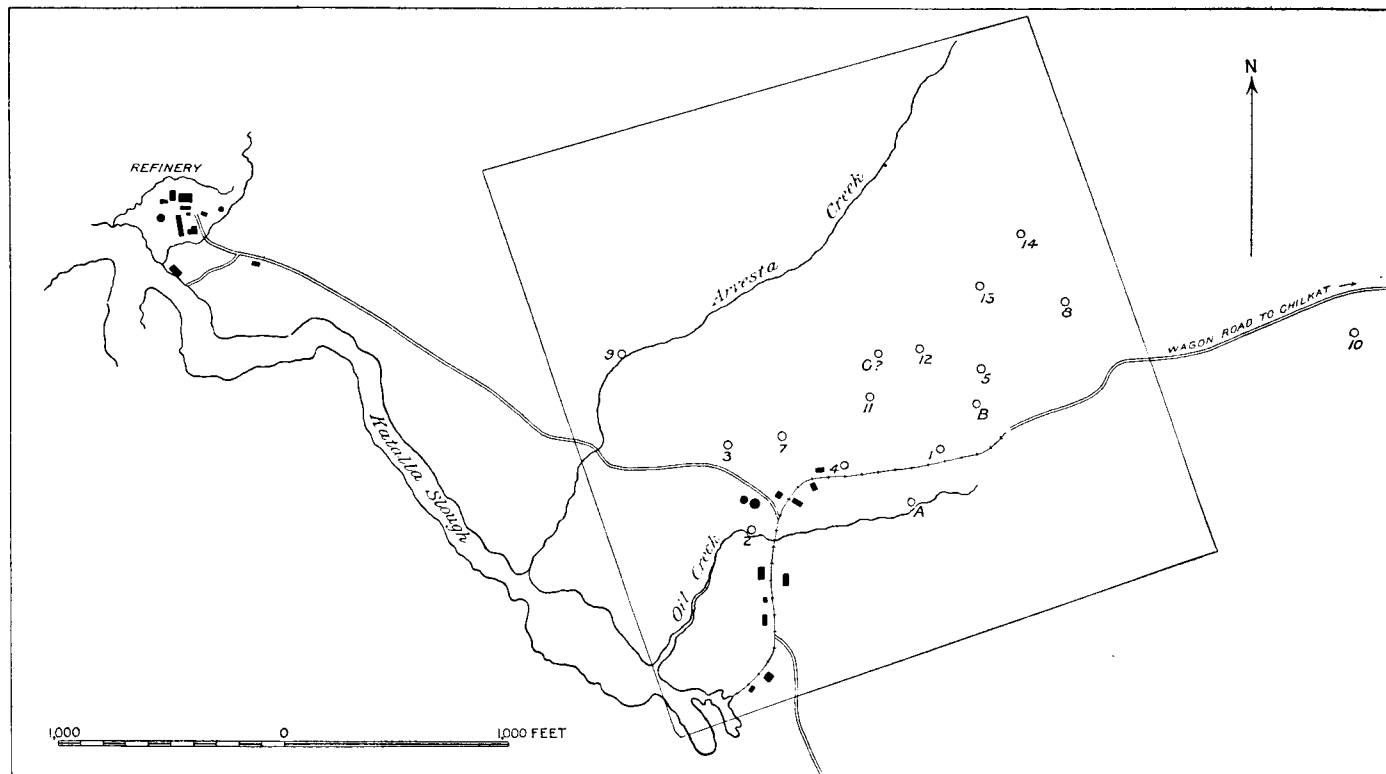 N
REFINERY
Creek
14
Arvesta
13
8
WAGON ROAD TO CHILKAT
10
9
C?
12
5
11
B
Katalla Slough
3
7
4
1
A
2
Oil Creek
1,000 0 1,000 FEET